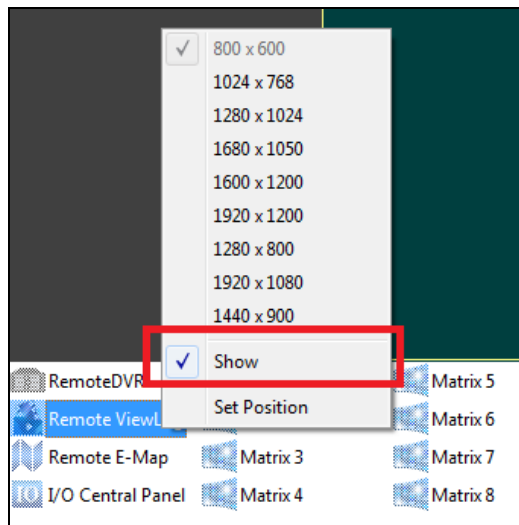 800 x 600
1024 x 768
1280 x 1024
1680 x 1050
1600 x 1200
1920 x 1200
1280 x 800
1920 x 1080
1440 x 900
Show
Set Position
RemoteDVR
Matrix 5
Remote ViewL
Matrix 6
Remote E-Map
Matrix 3
Matrix 7
I/O Central Panel
Matrix 4
Matrix 8